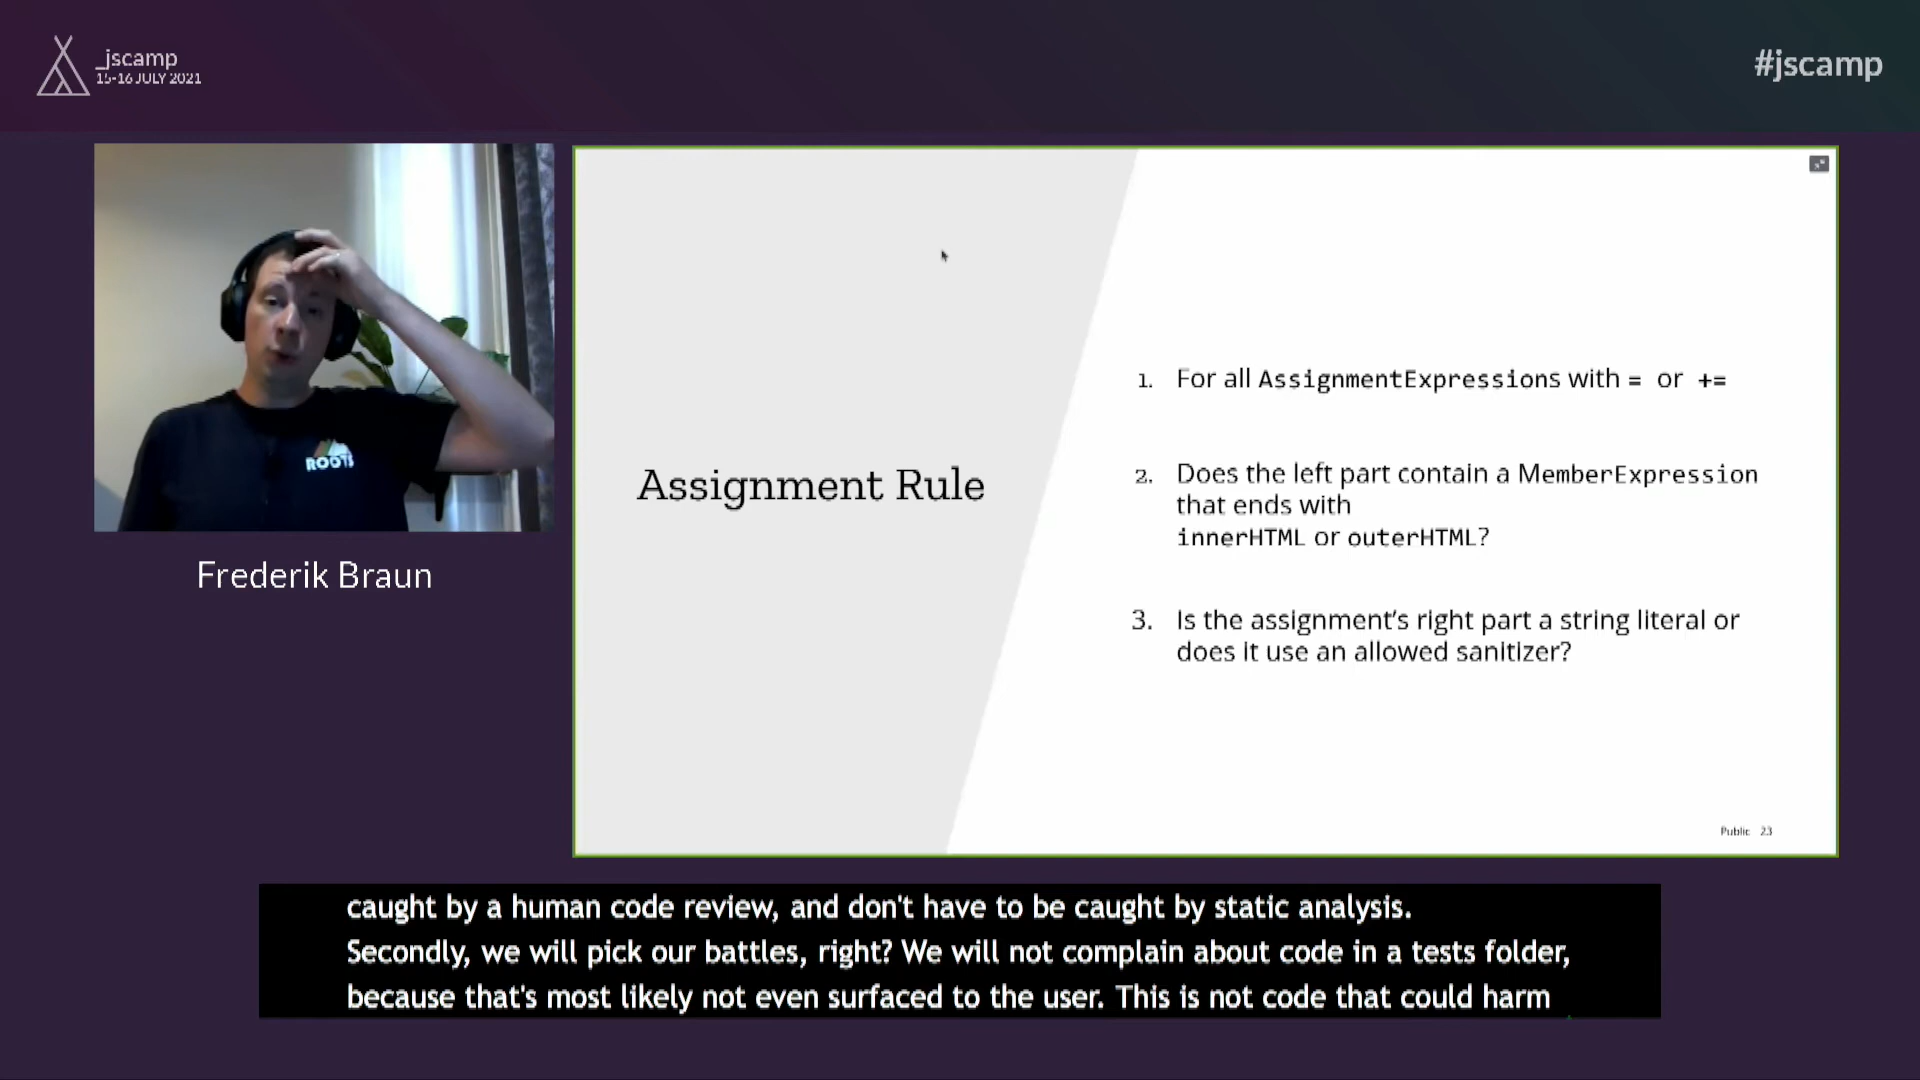 _jscamp
15-16 JULY 2021
#jscamp
ROOTS
Frederik Braun
Assignment Rule
1. For all AssignmentExpressions with = or +=
2. Does the left part contain a MemberExpression
that ends with
innerHTML or outerHTML?
3. Is the assignment's right part a string literal or
does it use an allowed sanitizer?
Public 23
caught by a human code review, and don't have to be caught by static analysis.
Secondly, we will pick our battles, right? We will not complain about code in a tests folder,
because that's most likely not even surfaced to the user. This is not code that could harm